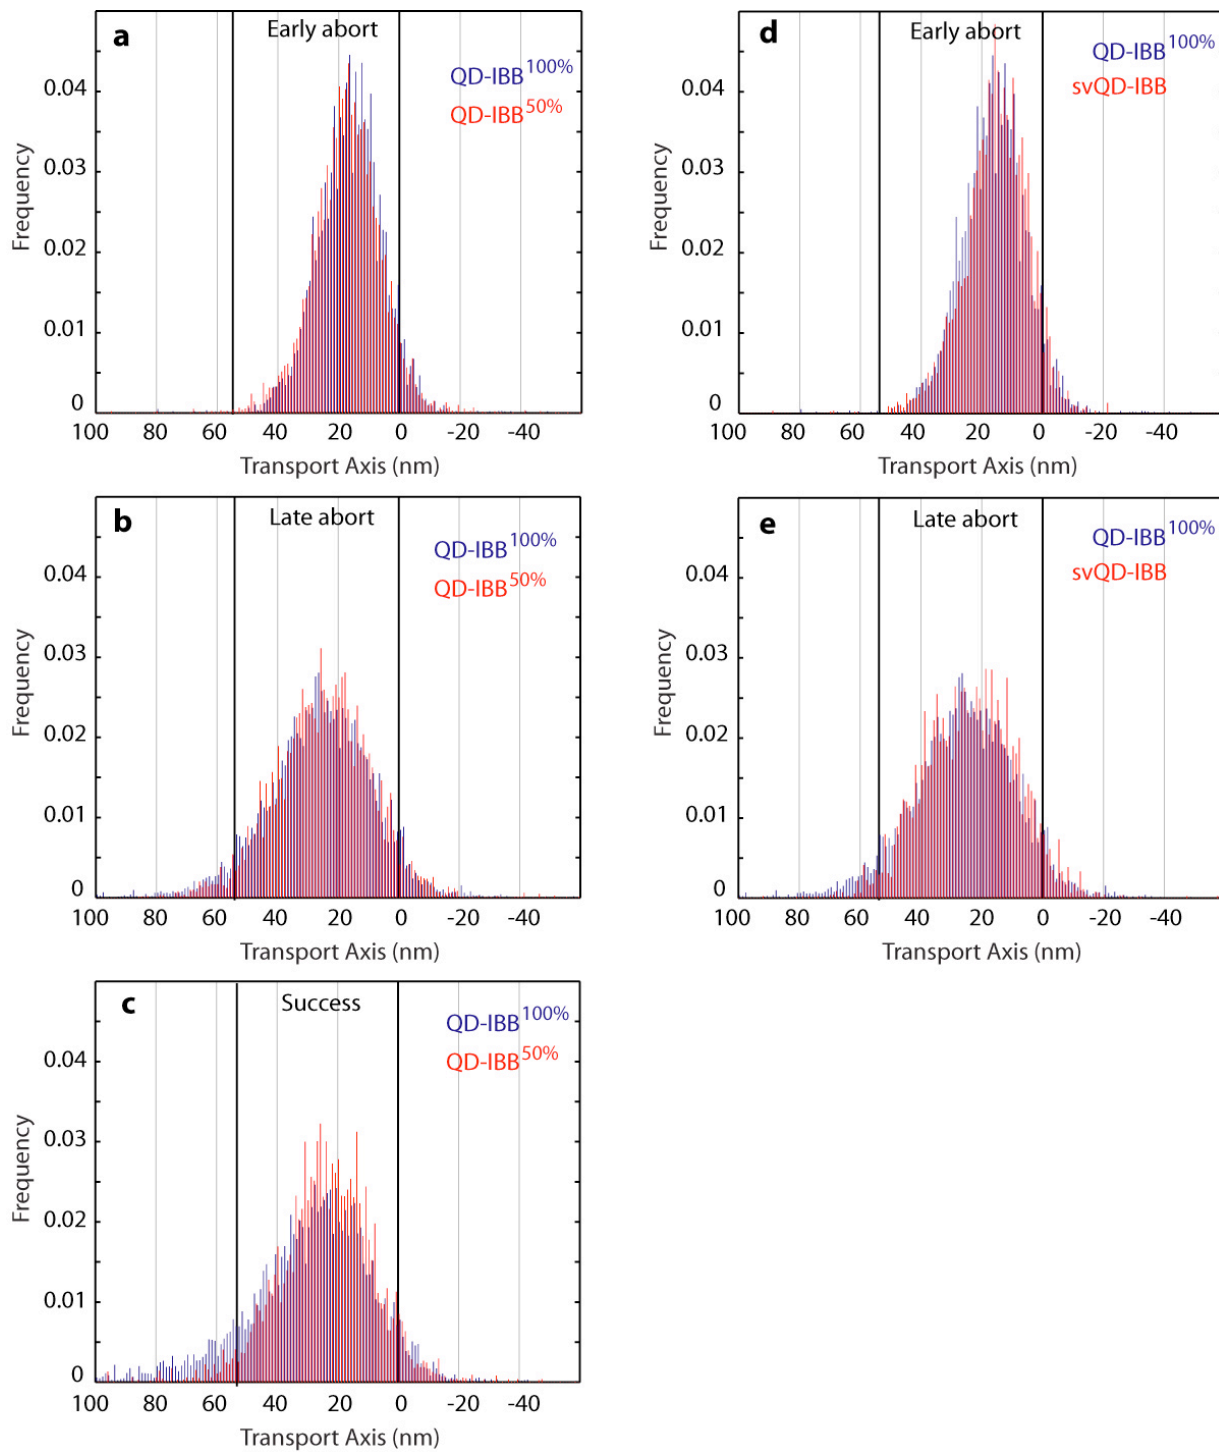 a
Early abort
QD-IBB100%
QD-IBB50%
Frequency
0.04
0.03
0.02
0.01
0
100 80 60 40 20 0 -20 -40
Transport Axis (nm)
d
Early abort
QD-IBB100%
svQD-IBB
Frequency
0.04
0.03
0.02
0.01
0
100 80 60 40 20 0 -20 -40
Transport Axis (nm)
b
Late abort
QD-IBB100%
QD-IBB50%
Frequency
0.04
0.03
0.02
0.01
0
100 80 60 40 20 0 -20 -40
Transport Axis (nm)
e
Late abort
QD-IBB100%
svQD-IBB
Frequency
0.04
0.03
0.02
0.01
0
100 80 60 40 20 0 -20 -40
Transport Axis (nm)
c
Success
QD-IBB100%
QD-IBB50%
Frequency
0.04
0.03
0.02
0.01
0
100 80 60 40 20 0 -20 -40
Transport Axis (nm)